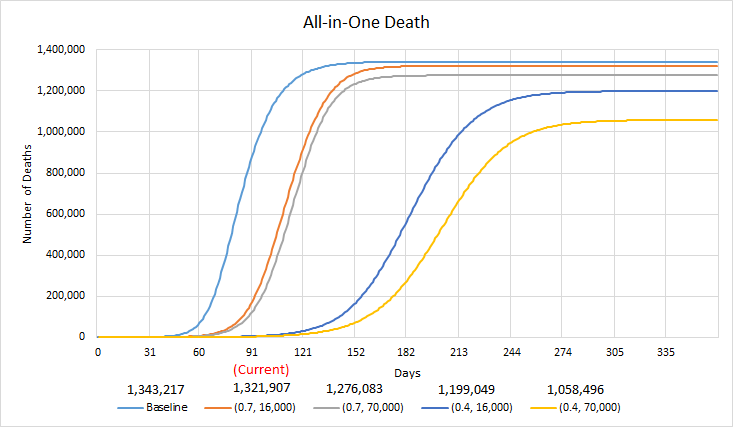 All-in-One Death
1,400,000
1,200,000
1,000,000
800,000
600,000
400,000
200,000
0
Number of Deaths
0 31 60 91 121 152 182 213 244 274 305 335
(Current) Days
1,343,217 1,321,907 1,276,083 1,199,049 1,058,496
Baseline (0.7, 16,000) (0.7, 70,000) (0.4, 16,000) (0.4, 70,000)